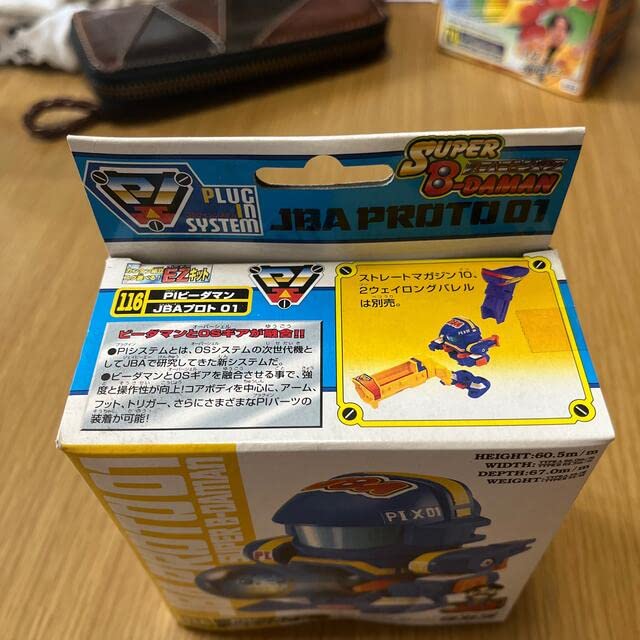 PI
PLUG
IN
SYSTEM
SUPER
B-DAMAN
JBA PROTO 01
EZキット
116 PIビーダマン
JBAプロト 01
PI
ビーダマンとOSギアが融合!!
●PIシステムとは、OSシステムの次世代機と
してJBAで研究してきた新システムだ。
●ビーダマンとOSギアを融合させる事で、強
度と操作性が向上!コアボディを中心に、アーム、
フット、トリガー、さらにさまざまなPIパーツの
装着が可能!
ストレートマガジン10、
2ウェイロングバレル
は別売。
HEIGHT:60.5m/m
WIDTH:
DEPTH:67.0m/m
WEIGHT:
PI X01
PI
SUPER B-DAMAN